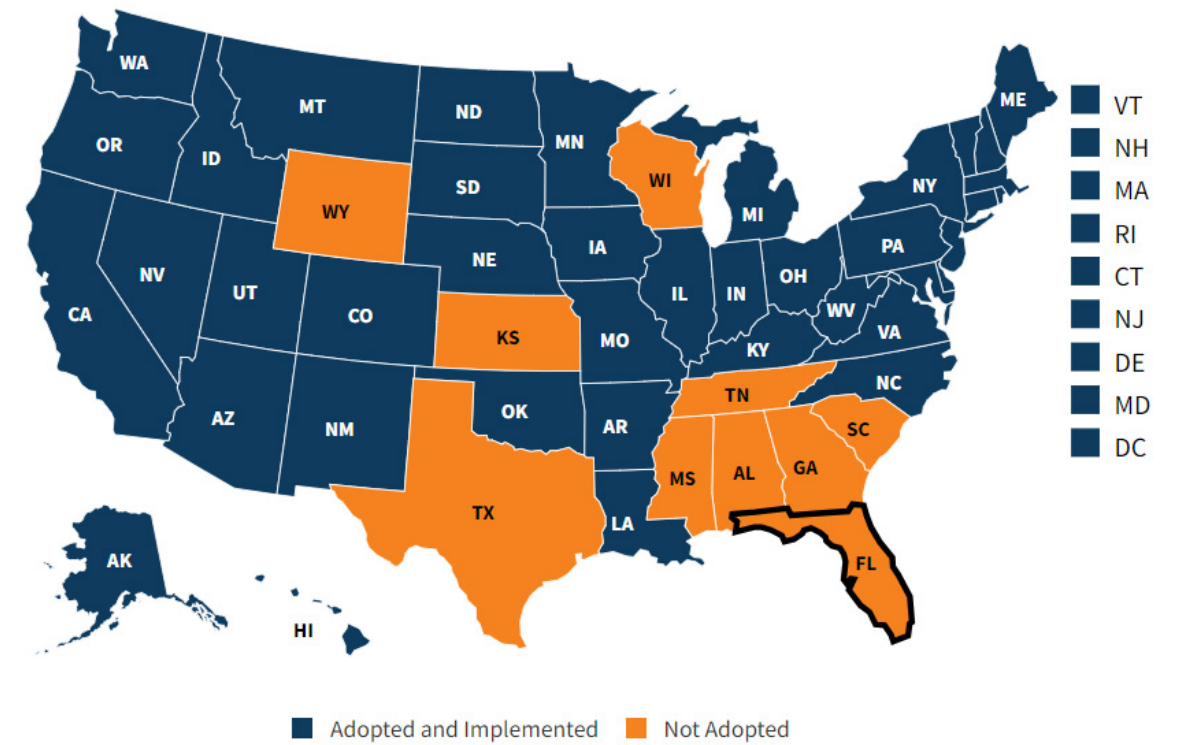 WA
MT
ND
MN
ME
VT
OR
ID
NH
SD
WI
NY
MA
WY
MI
RI
NE
IA
PA
CT
NV
UT
CO
IL
IN
OH
WV
NJ
CA
KS
MO
KY
VA
DE
AZ
NM
OK
AR
TN
NC
MD
SC
DC
TX
LA
MS
AL
GA
AK
FL
HI
Adopted and Implemented
Not Adopted